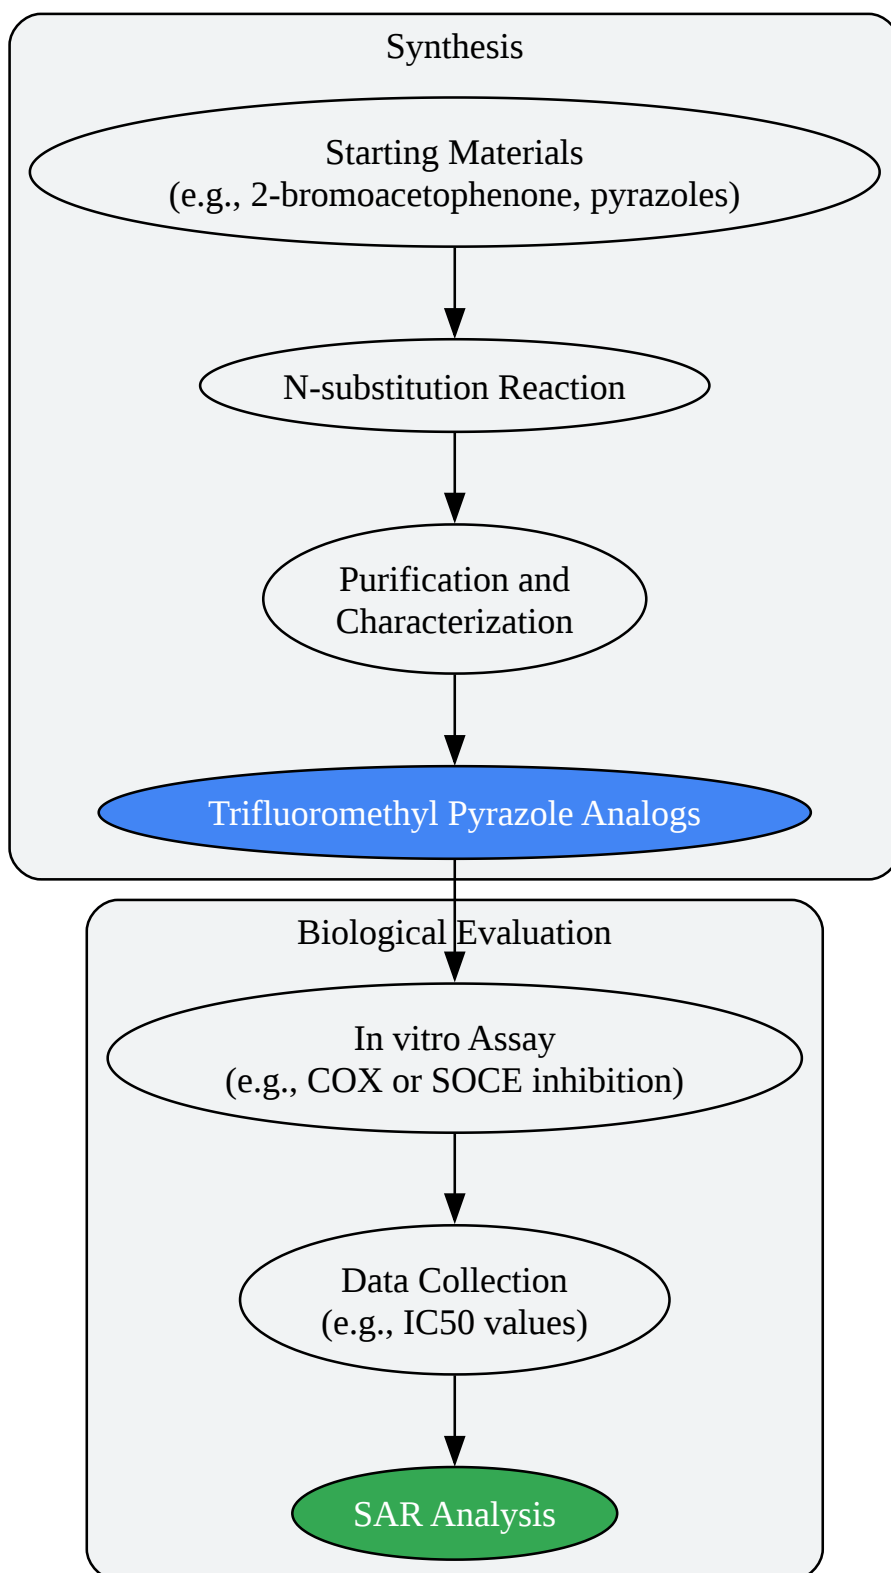 Synthesis
Starting Materials
(e.g., 2-bromoacetophenone, pyrazoles)
N-substitution Reaction
Purification and
Characterization
Trifluoromethyl Pyrazole Analogs
Biological Evaluation
In vitro Assay
(e.g., COX or SOCE inhibition)
Data Collection
(e.g., IC50 values)
SAR Analysis